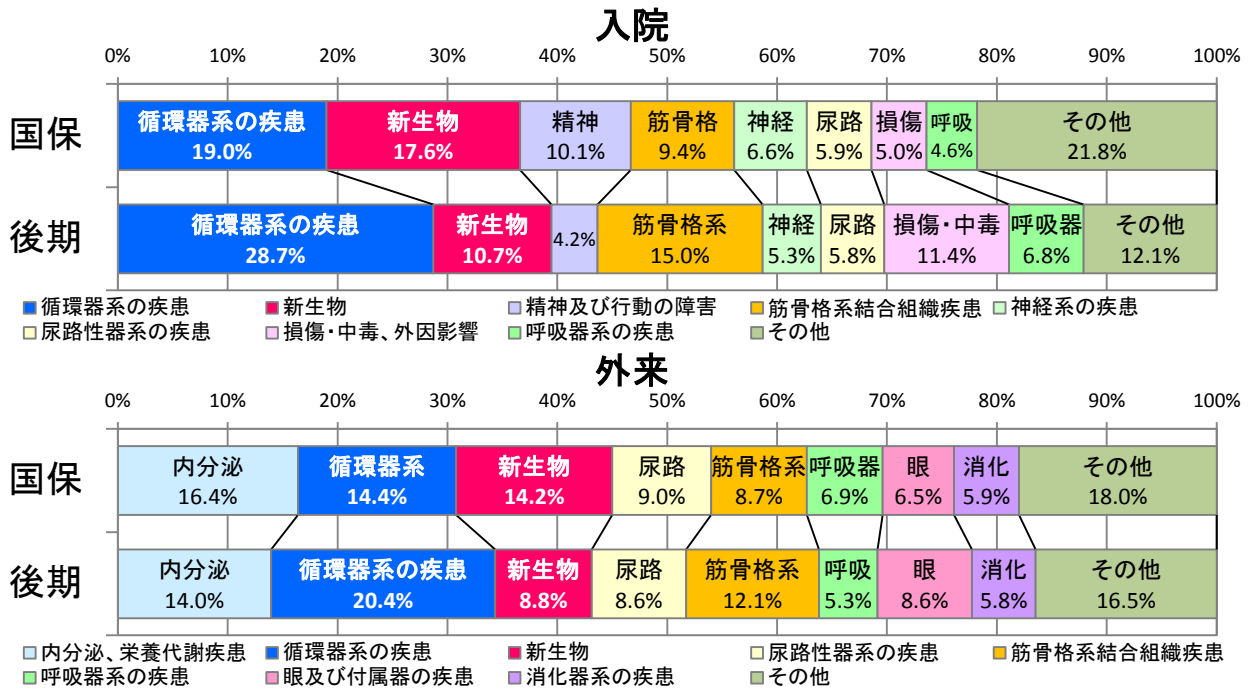 入院
0% 10% 20% 30% 40% 50% 60% 70% 80% 90% 100%
国保
循環器系の疾患 新生物 精神 筋骨格 神経 尿路 損傷 呼吸 その他
19.0% 17.6% 10.1% 9.4% 6.6% 5.9% 5.0% 4.6% 21.8%
後期
循環器系の疾患 新生物 筋骨格系 神経 尿路 損傷・中毒 呼吸器 その他
28.7% 10.7% 4.2% 15.0% 5.3% 5.8% 11.4% 6.8% 12.1%
循環器系の疾患 新生物 精神及び行動の障害 筋骨格系結合組織疾患 神経系の疾患
尿路性器系の疾患 損傷・中毒、外因影響 呼吸器系の疾患 その他
外来
0% 10% 20% 30% 40% 50% 60% 70% 80% 90% 100%
国保
内分泌 循環器系 新生物 尿路 筋骨格系 呼吸器 眼 消化 その他
16.4% 14.4% 14.2% 9.0% 8.7% 6.9% 6.5% 5.9% 18.0%
後期
内分泌 循環器系の疾患 新生物 尿路 筋骨格系 呼吸 眼 消化 その他
14.0% 20.4% 8.8% 8.6% 12.1% 5.3% 8.6% 5.8% 16.5%
内分泌、栄養代謝疾患 循環器系の疾患 新生物 尿路性器系の疾患 筋骨格系結合組織疾患
呼吸器系の疾患 眼及び付属器の疾患 消化器系の疾患 その他